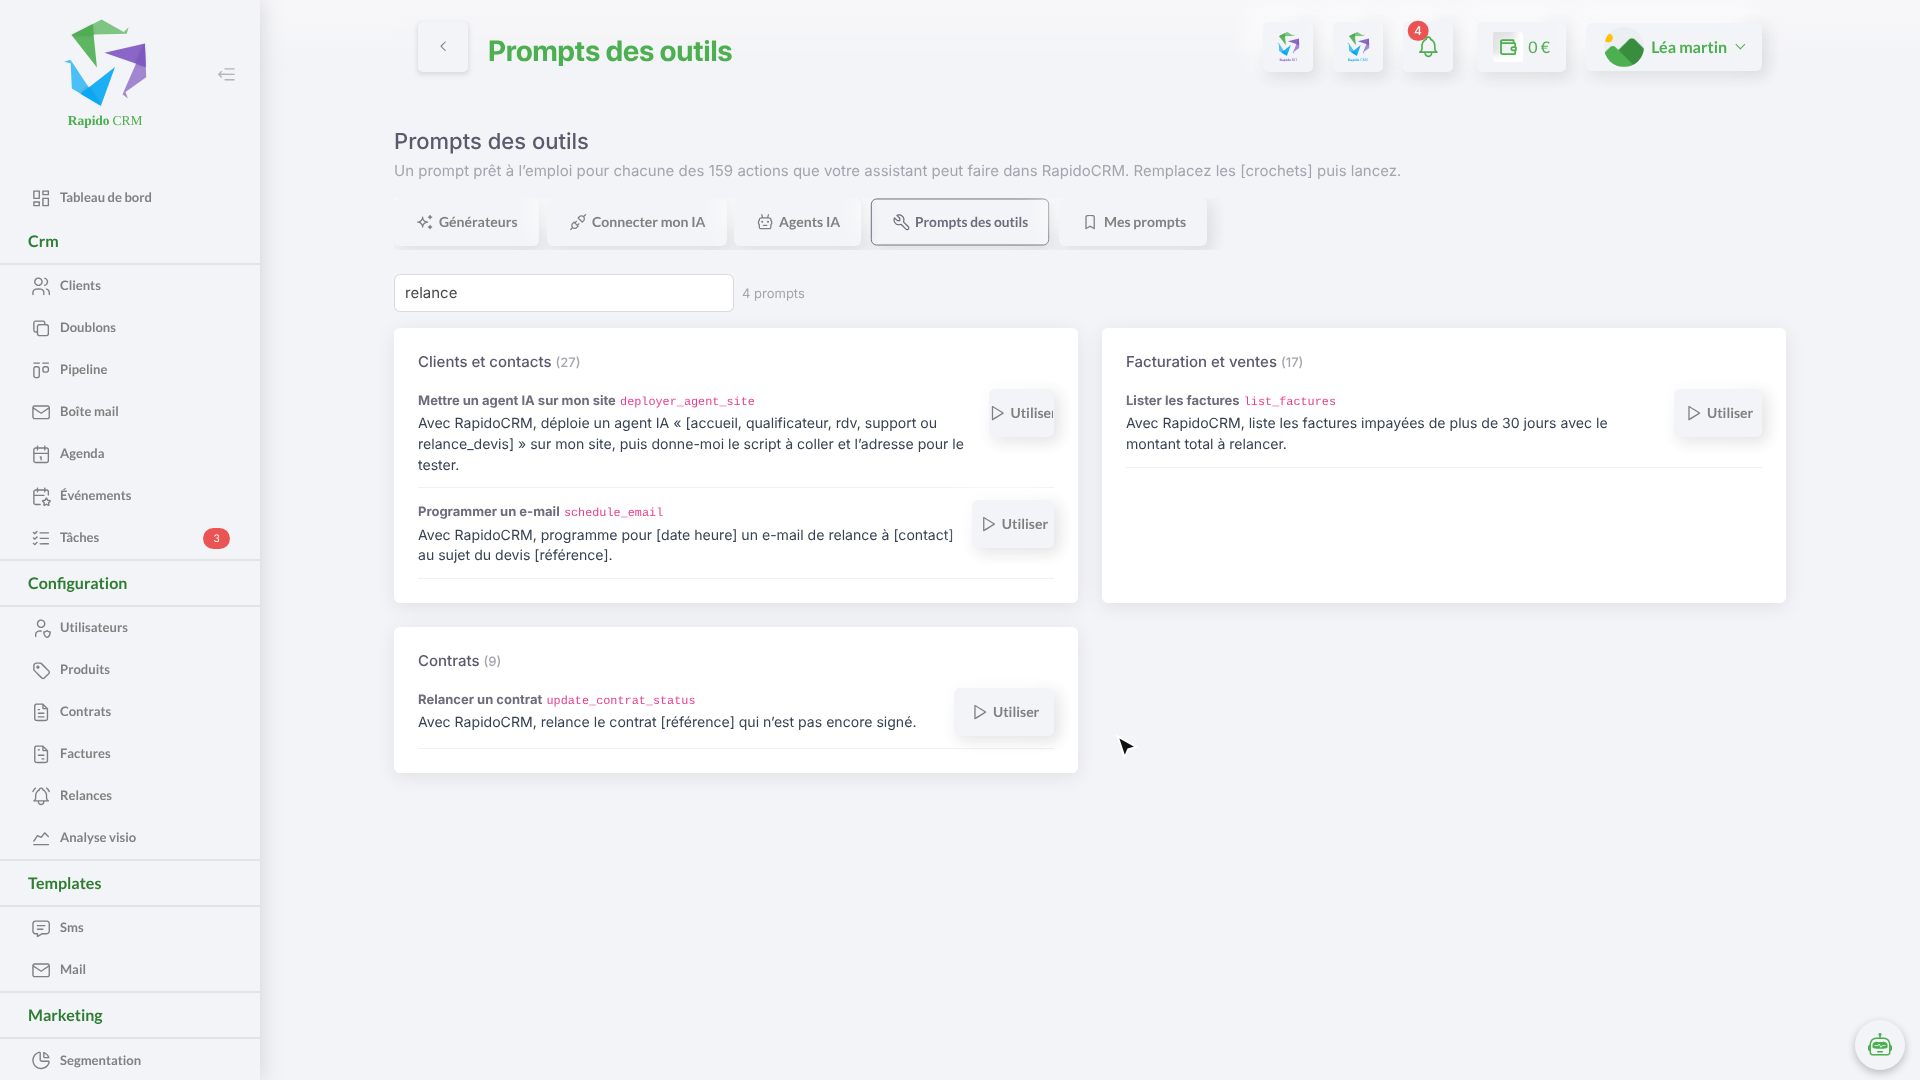 Rapido CRM
Tableau de bord
Crm
Clients
Doublons
Pipeline
Boîte mail
Agenda
Événements
Tâches
3
Configuration
Utilisateurs
Produits
Contrats
Factures
Relances
Analyse visio
Templates
Sms
Mail
Marketing
Segmentation
Prompts des outils
4
0 €
Léa martin
Prompts des outils
Un prompt prêt à l’emploi pour chacune des 159 actions que votre assistant peut faire dans RapidoCRM. Remplacez les [crochets] puis lancez.
Générateurs
Connecter mon IA
Agents IA
Prompts des outils
Mes prompts
relance
4 prompts
Clients et contacts (27)
Mettre un agent IA sur mon site deployer_agent_site
Avec RapidoCRM, déploie un agent IA « [accueil, qualificateur, rdv, support ou
relance_devis] » sur mon site, puis donne-moi le script à coller et l’adresse pour le
tester.
Utiliser
Programmer un e-mail schedule_email
Avec RapidoCRM, programme pour [date heure] un e-mail de relance à [contact]
au sujet du devis [référence].
Utiliser
Facturation et ventes (17)
Lister les factures list_factures
Avec RapidoCRM, liste les factures impayées de plus de 30 jours avec le
montant total à relancer.
Utiliser
Contrats (9)
Relancer un contrat update_contrat_status
Avec RapidoCRM, relance le contrat [référence] qui n’est pas encore signé.
Utiliser